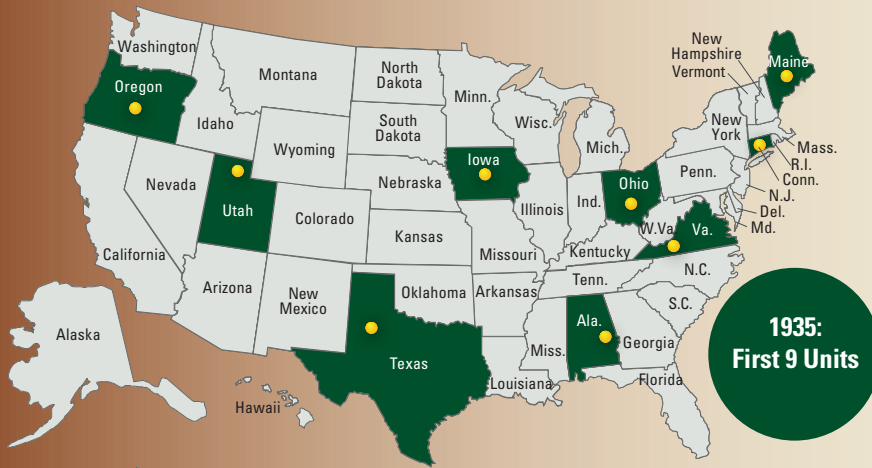 Washington
Oregon
Idaho
Montana
Wyoming
Nevada
Utah
California
Arizona
Colorado
New
Mexico
North
Dakota
South
Dakota
Nebraska
Kansas
Oklahoma
Texas
Minn.
Iowa
Missouri
Arkansas
Louisiana
Wisc.
Illinois
Mich.
Ind.
Ohio
Kentucky
Tenn.
Miss.
Ala.
Georgia
Florida
S.C.
N.C.
Va.
W.Va.
Penn.
New
York
New
Hampshire
Vermont
Maine
Mass.
R.I.
Conn.
N.J.
Del.
Md.
Alaska
Hawaii
1935:
First 9 Units